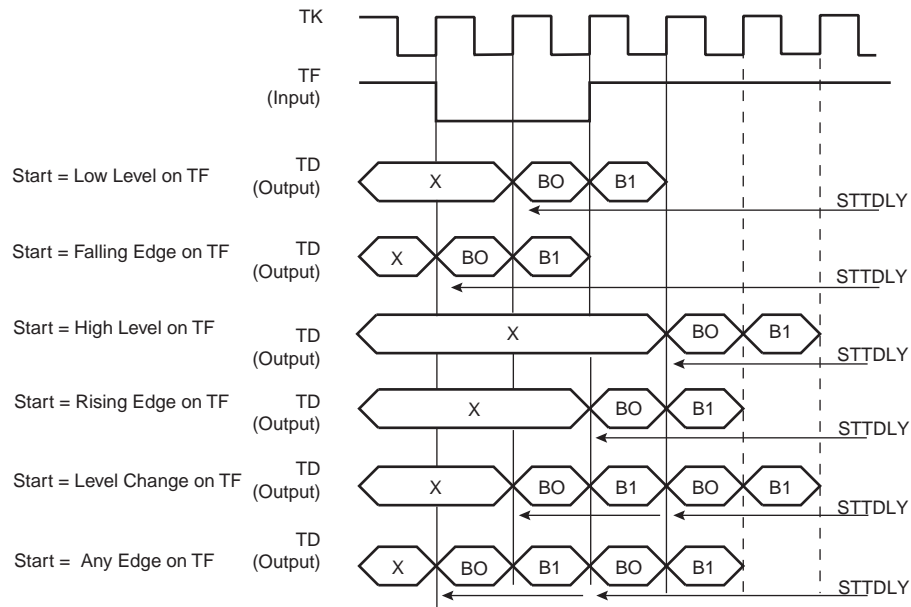 TK
TF
(Input)
Start = Low Level on TF
TD
(Output)
X
BO
B1
STTDLY
Start = Falling Edge on TF
TD
(Output)
X
BO
B1
STTDLY
Start = High Level on TF
TD
(Output)
X
BO
B1
STTDLY
Start = Rising Edge on TF
TD
(Output)
X
BO
B1
STTDLY
Start = Level Change on TF
TD
(Output)
X
BO
B1
BO
B1
STTDLY
Start = Any Edge on TF
TD
(Output)
X
BO
B1
BO
B1
STTDLY